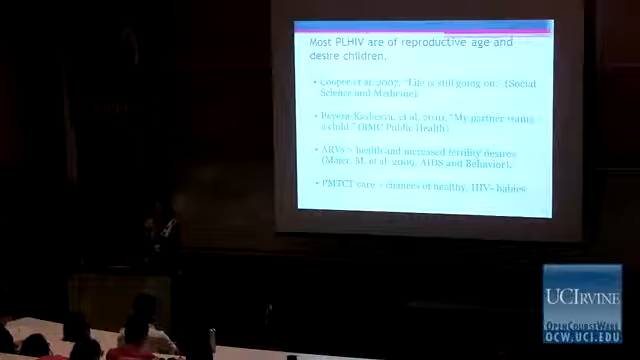 Most PLHIV are of reproductive age and
desire children.
• Cooper et al. 2007, "Life is still going on." (Social
Science and Medicine).
et al. 2010, "My partner wants
a child." (BMC Public Health)
• ARVs > health and increased fertility desires
(Maier, M. et al. 2009, AIDS and Behavior).
• PMTCT care > chances of healthy, HIV- babies
UCIRVINE
OPENCOURSEWARE
OCW.UCI.EDU